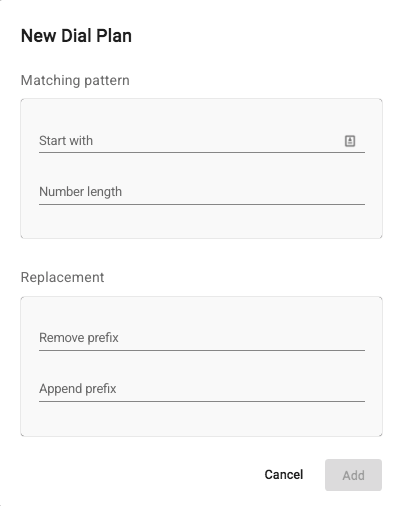 New Dial Plan
Matching pattern
Start with
Number length
Replacement
Remove prefix
Append prefix
Cancel
Add